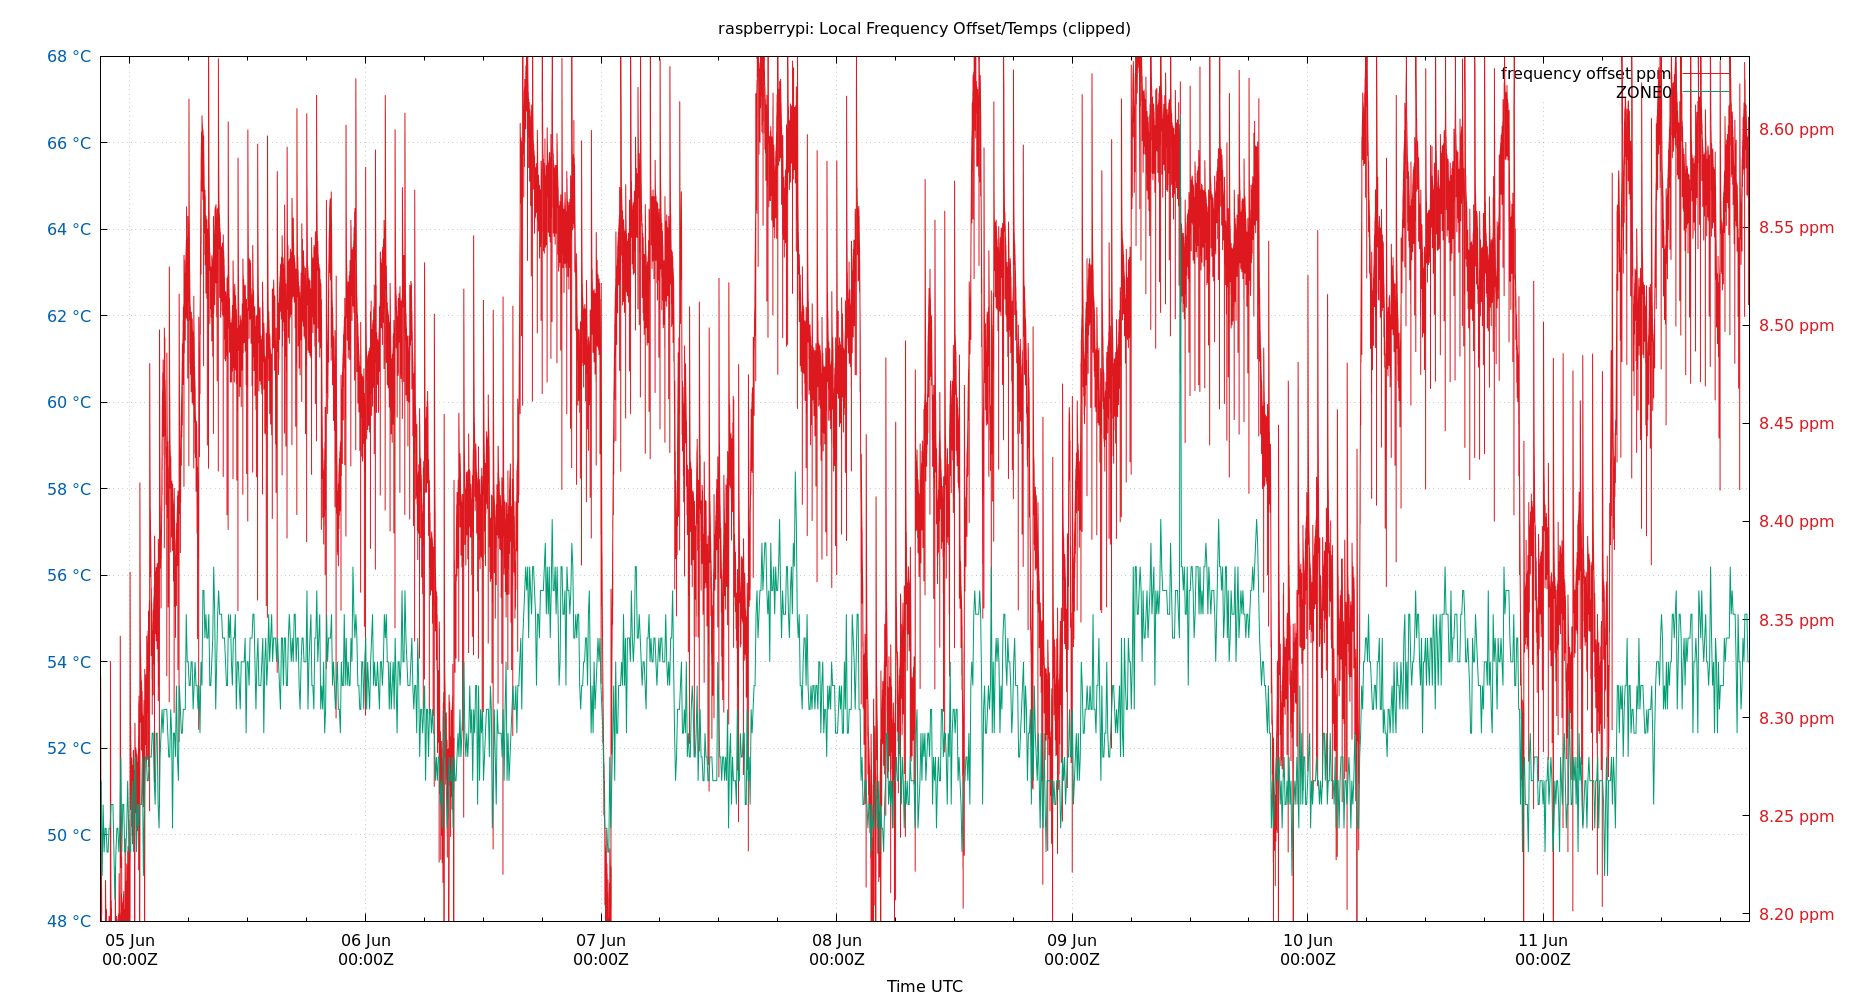 raspberrypi: Local Frequency Offset/Temps (clipped)
68 °C
66 °C
64 °C
62 °C
60 °C
58 °C
56 °C
54 °C
52 °C
50 °C
48 °C
frequency offset ppm
ZONE0
8.60 ppm
8.55 ppm
8.50 ppm
8.45 ppm
8.40 ppm
8.35 ppm
8.30 ppm
8.25 ppm
8.20 ppm
05 Jun 06 Jun 07 Jun 08 Jun 09 Jun 10 Jun 11 Jun
00:00Z 00:00Z 00:00Z 00:00Z 00:00Z 00:00Z 00:00Z
Time UTC